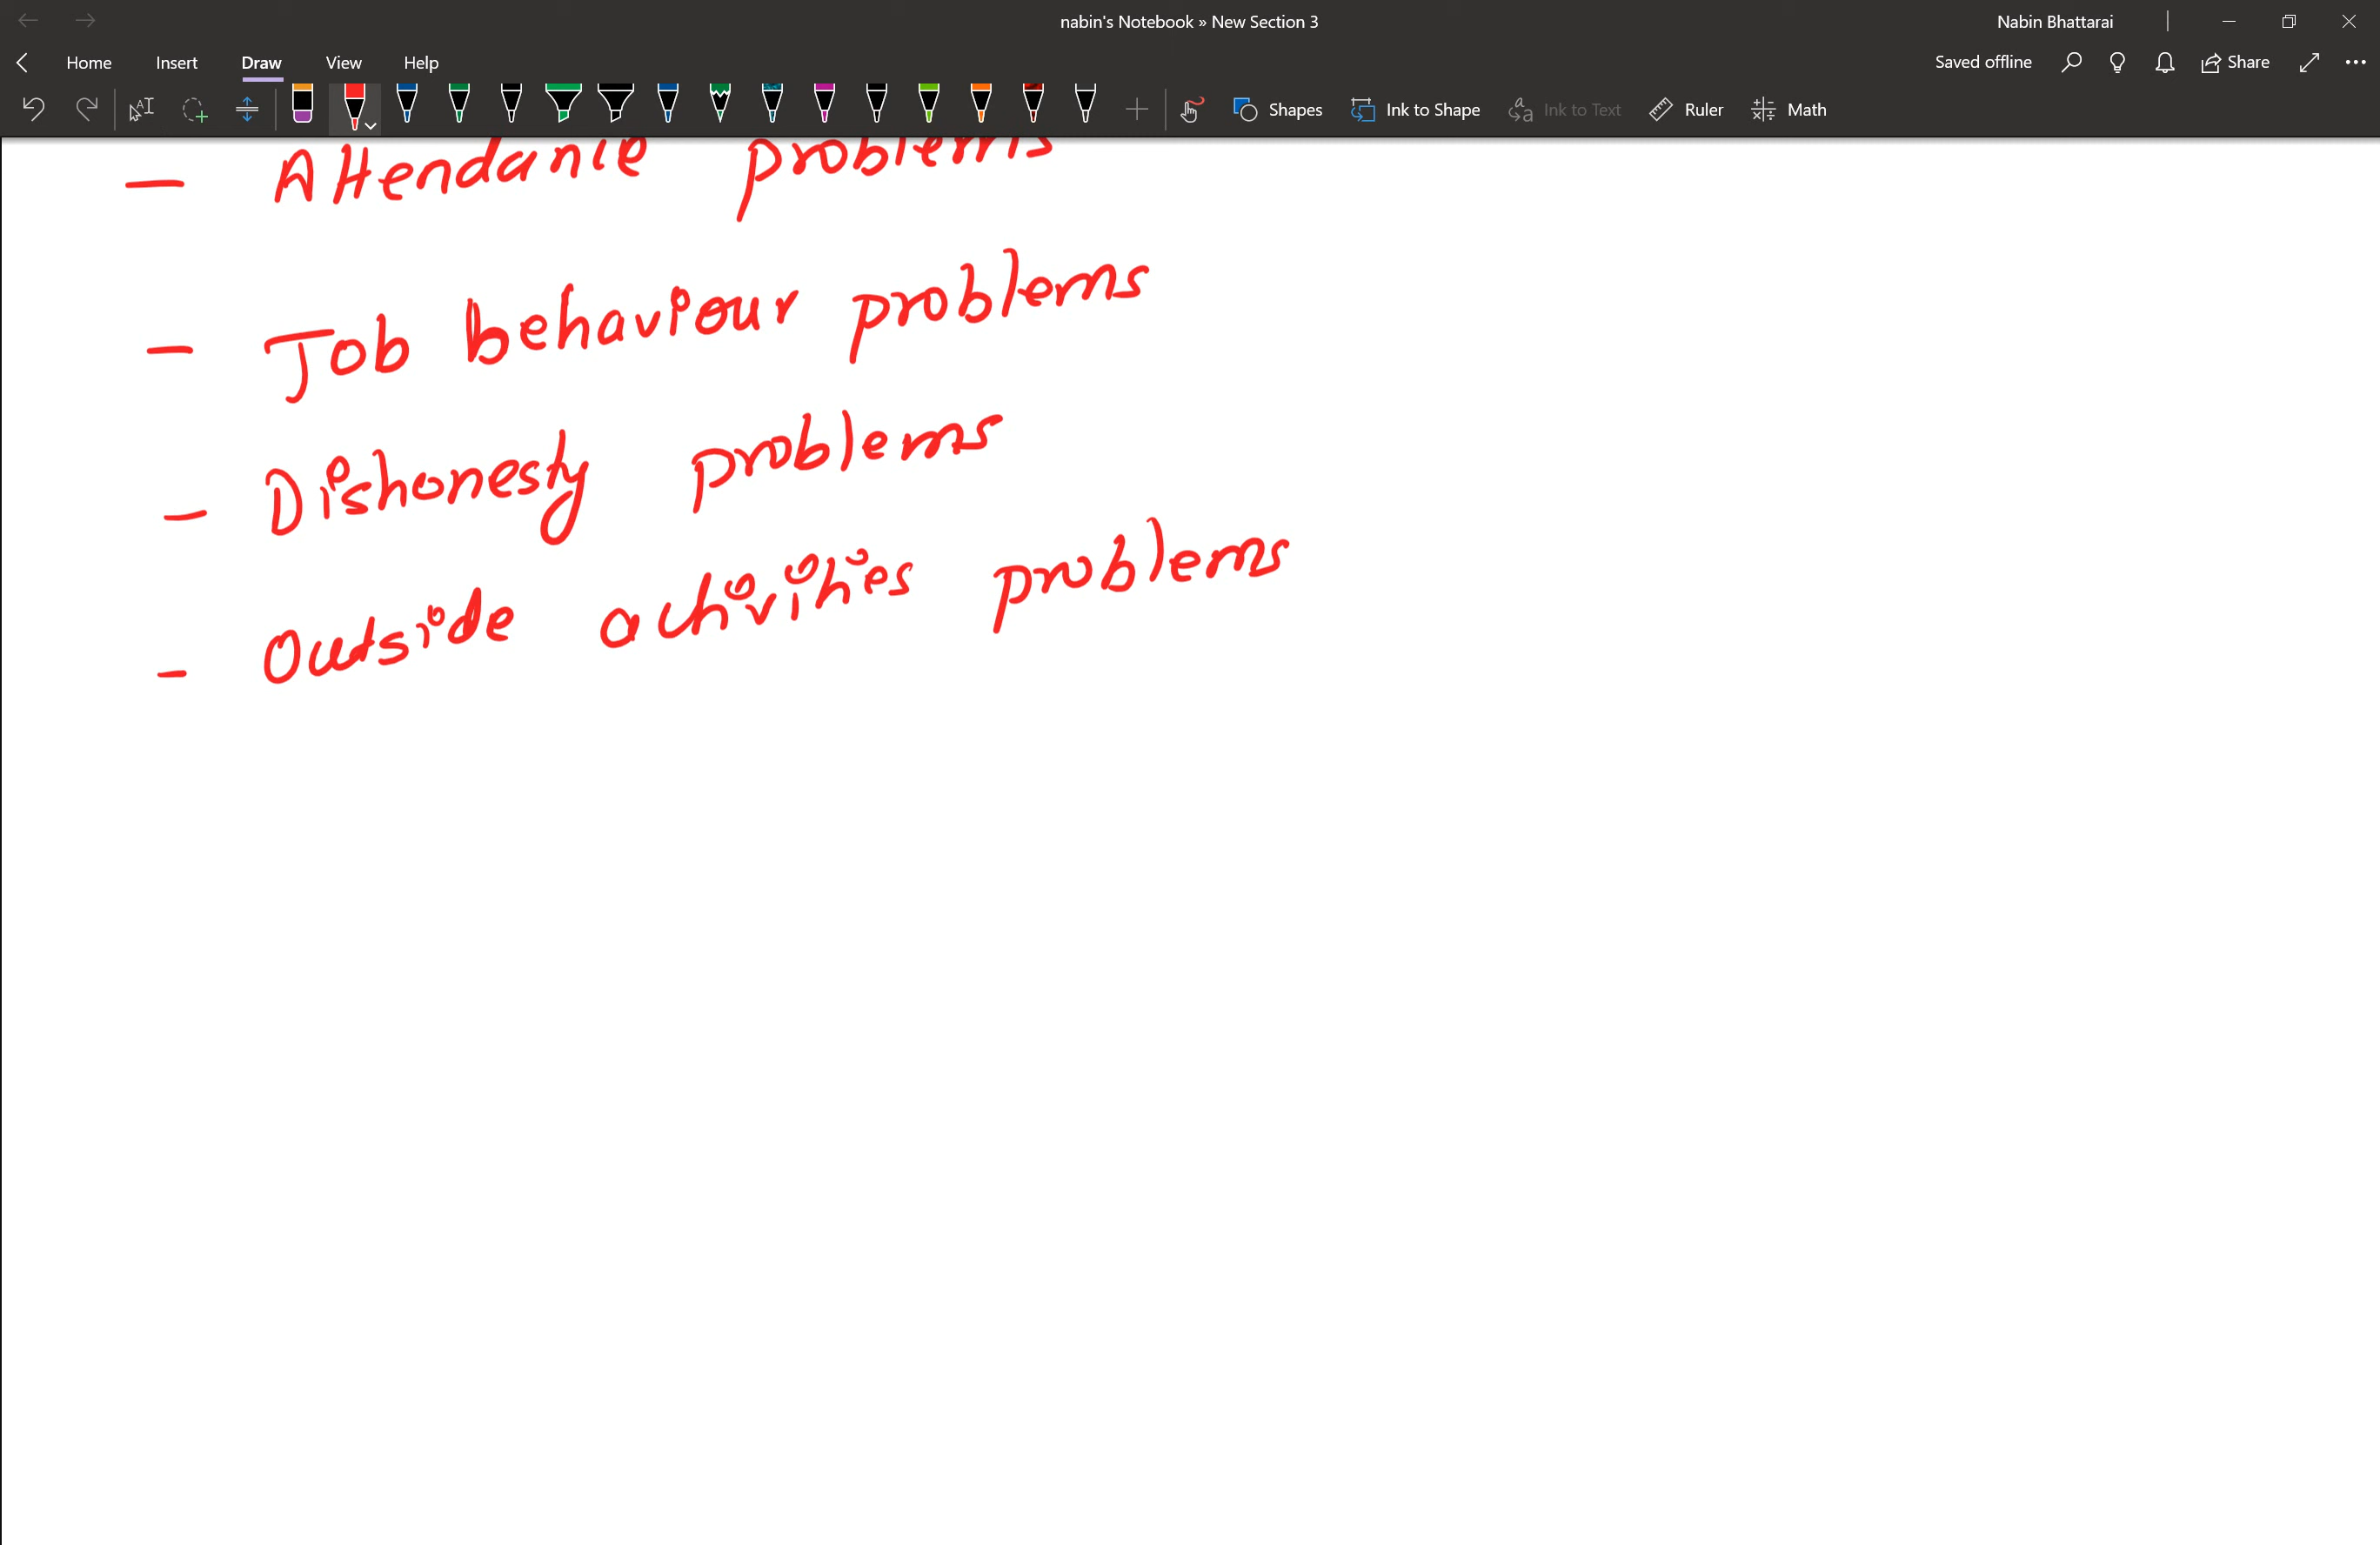 nabin's Notebook » New Section 3
Nabin Bhattarai
Home Insert Draw View Help
Saved offline
Share
Shapes Ink to Shape Ink to Text Ruler Math
— Attendance problems
— Job behaviour problems
— Dishonesty problems
- Outside activities problems